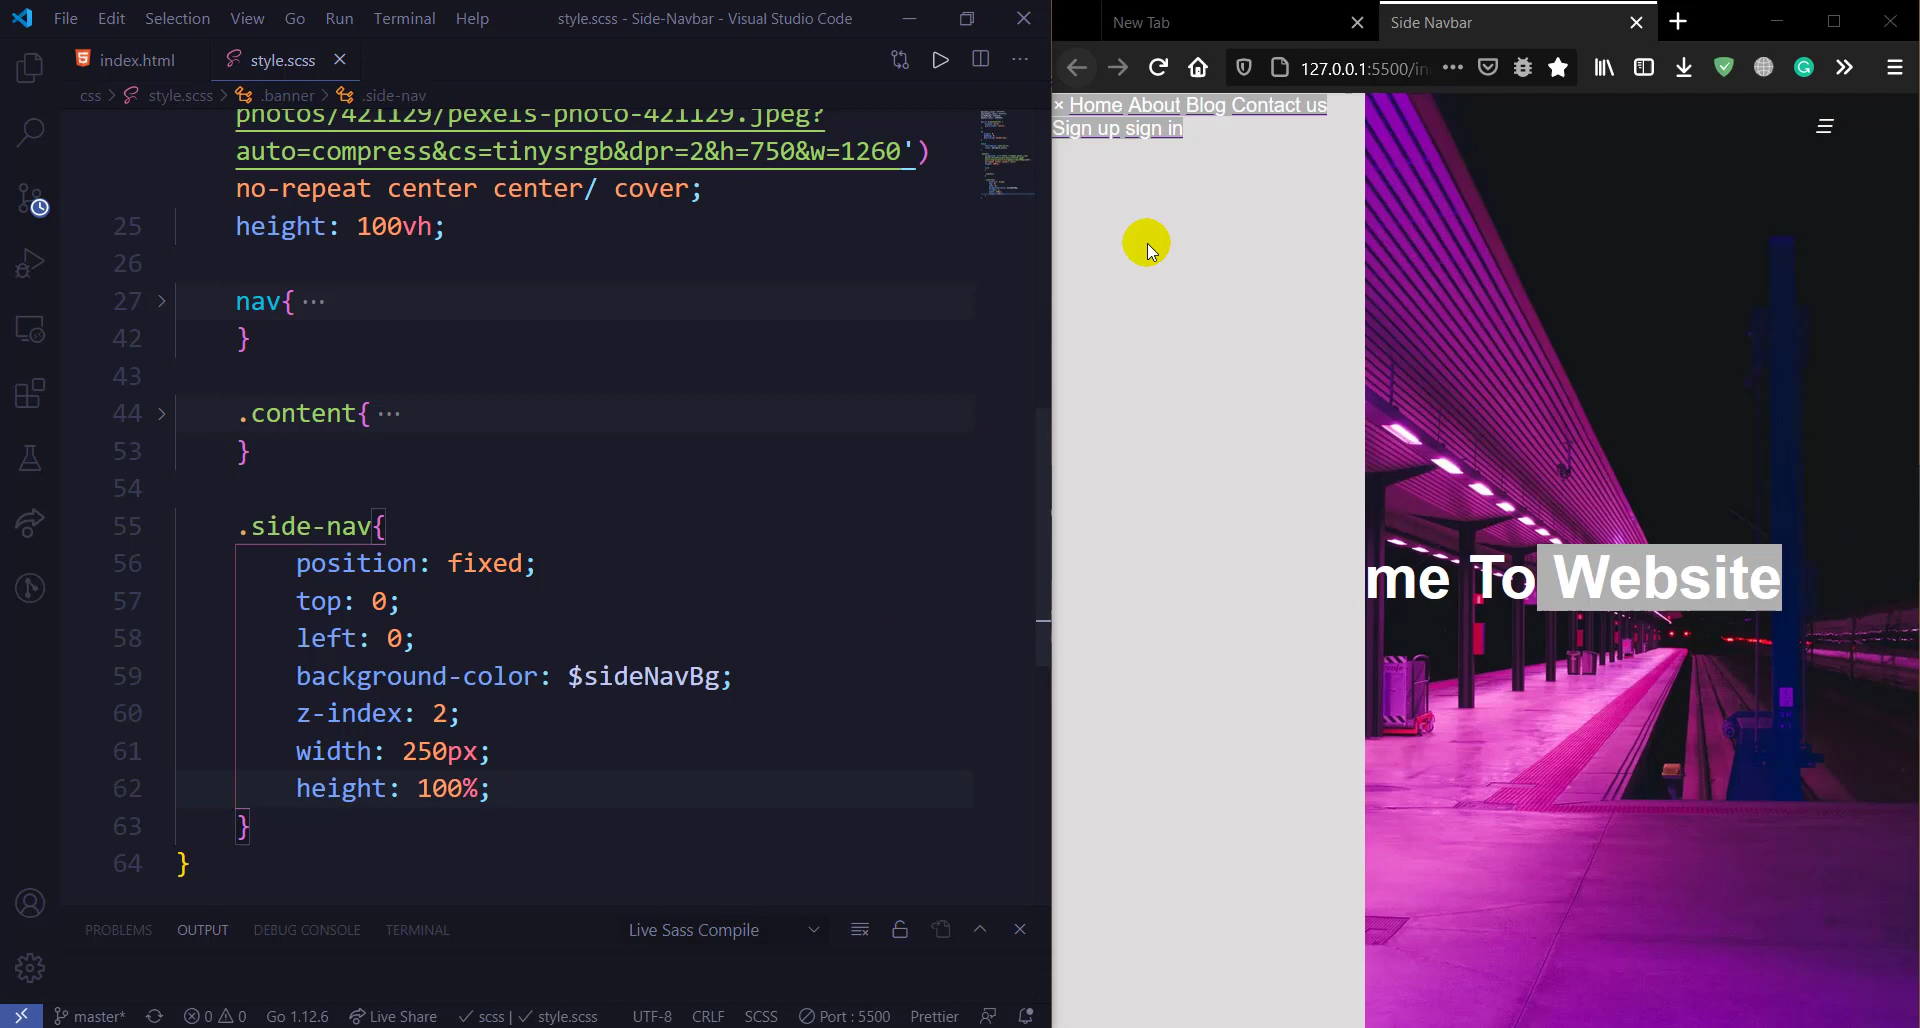 File Edit Selection View Go Run Terminal Help
style.scss - Side-Navbar - Visual Studio Code
index.html
style.scss
css > style.scss > .banner > .side-nav
photos/421129/pexels-photo-421129.jpeg?
auto=compress&cs=tinysrgb&dpr=2&h=750&w=1260')
no-repeat center center/ cover;
25 height: 100vh;
26
27 nav{ ···
42 }
43
44 .content{ ···
53 }
54
55 .side-nav{
56 position: fixed;
57 top: 0;
58 left: 0;
59 background-color: $sideNavBg;
60 z-index: 2;
61 width: 250px;
62 height: 100%;
63 }
64 }
PROBLEMS OUTPUT DEBUG CONSOLE TERMINAL
Live Sass Compile
master* 0 0 Go 1.12.6 Live Share scss | style.scss UTF-8 CRLF SCSS Port : 5500 Prettier
New Tab
Side Navbar
127.0.0.1:5500/in
× Home About Blog Contact us
Sign up sign in
me To Website